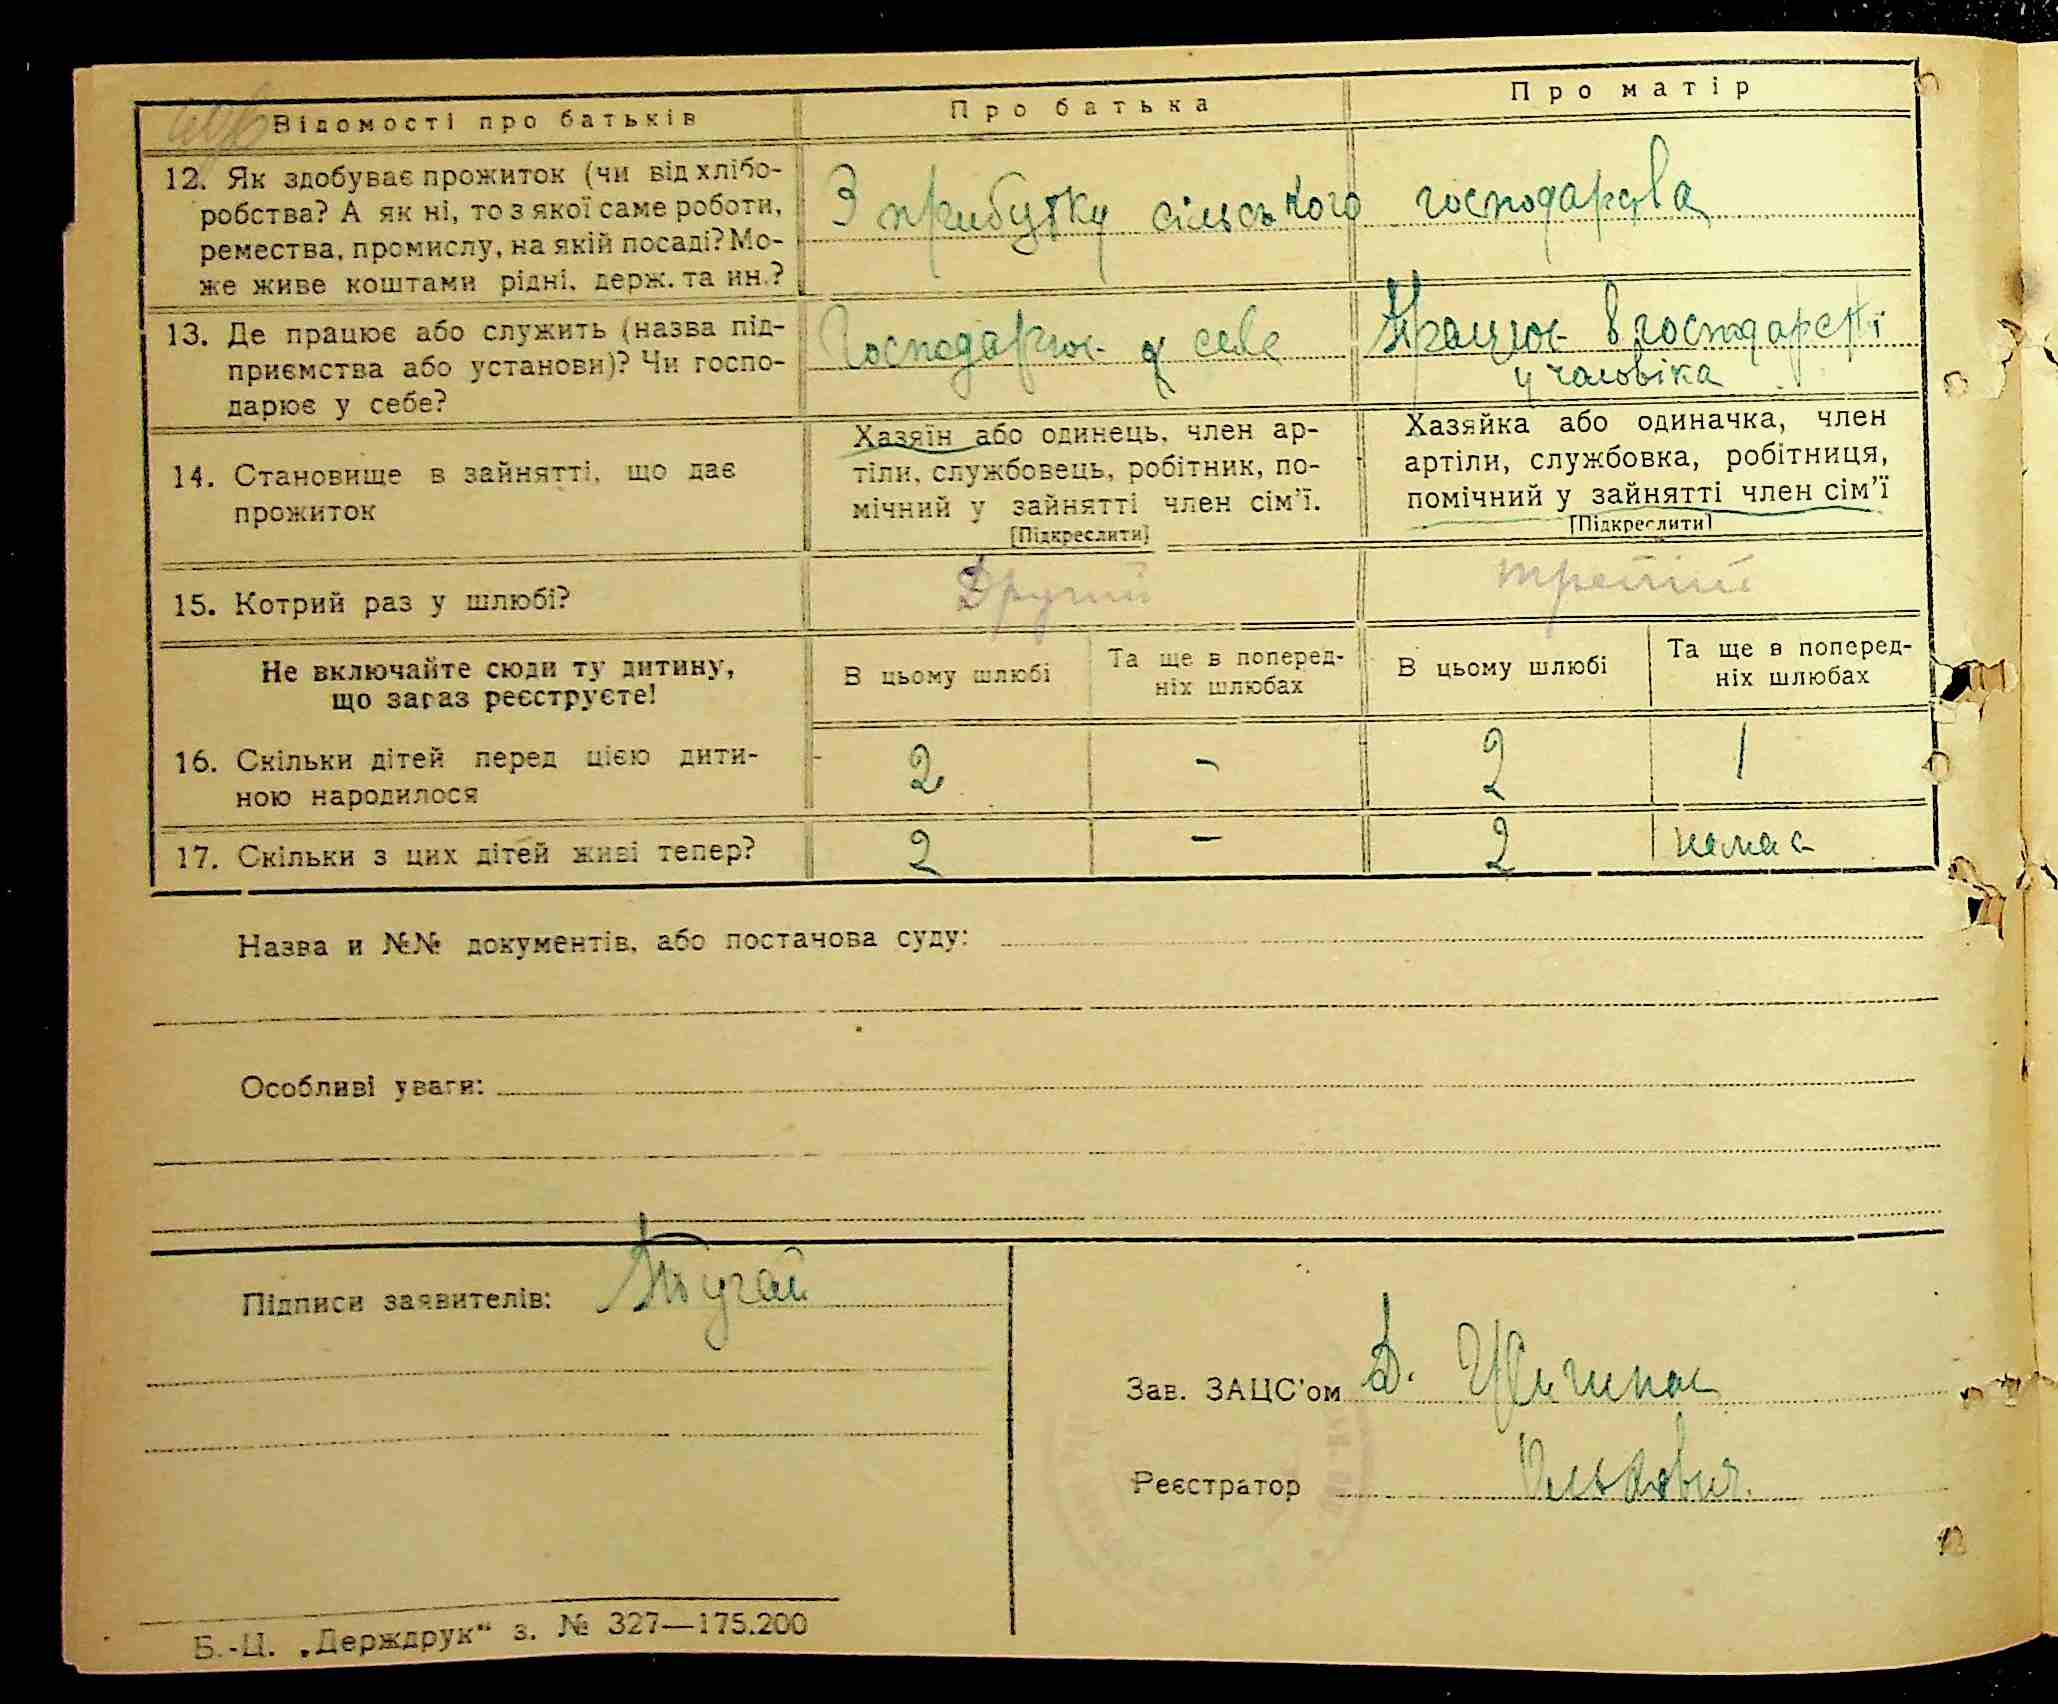 Відомості про батьків
Про батька
Про матір
12. Як здобуває прожиток (чи від хлібо-
робства? А як ні, то з якої саме роботи,
ремества, промислу, на якій посаді? Мо-
же живе коштами рідні, держ. та ин.?
З прибутку сільського господарства
13. Де працює або служить (назва під-
приємства або установи)? Чи госпо-
дарює у себе?
Господарює у себе
Працює в господарстві
у чоловіка
14. Становище в зайнятті, що дає
прожиток
Хазяїн або одинець, член ар-
тіли, службовець, робітник, по-
мічний у зайнятті член сім’ї.
[Підкреслити]
Хазяйка або одиначка, член
артіли, службовка, робітниця,
помічний у зайнятті член сім’ї
[Підкреслити]
15. Котрий раз у шлюбі?
Другий
третій
Не включайте сюди ту дитину,
що зараз реєструєте!
В цьому шлюбі
Та ще в поперед-
ніх шлюбах
В цьому шлюбі
Та ще в поперед-
ніх шлюбах
16. Скільки дітей перед цією дити-
ною народилося
2
-
2
1
17. Скільки з цих дітей живі тепер?
2
-
2
немає
Назва и №№ документів, або постанова суду:
Особливі уваги:
Підписи заявителів: Бугай
Зав. ЗАЦС’ом Д.
Реєстратор
Б.-Ц. „Держдрук“ з. № 327—175.200